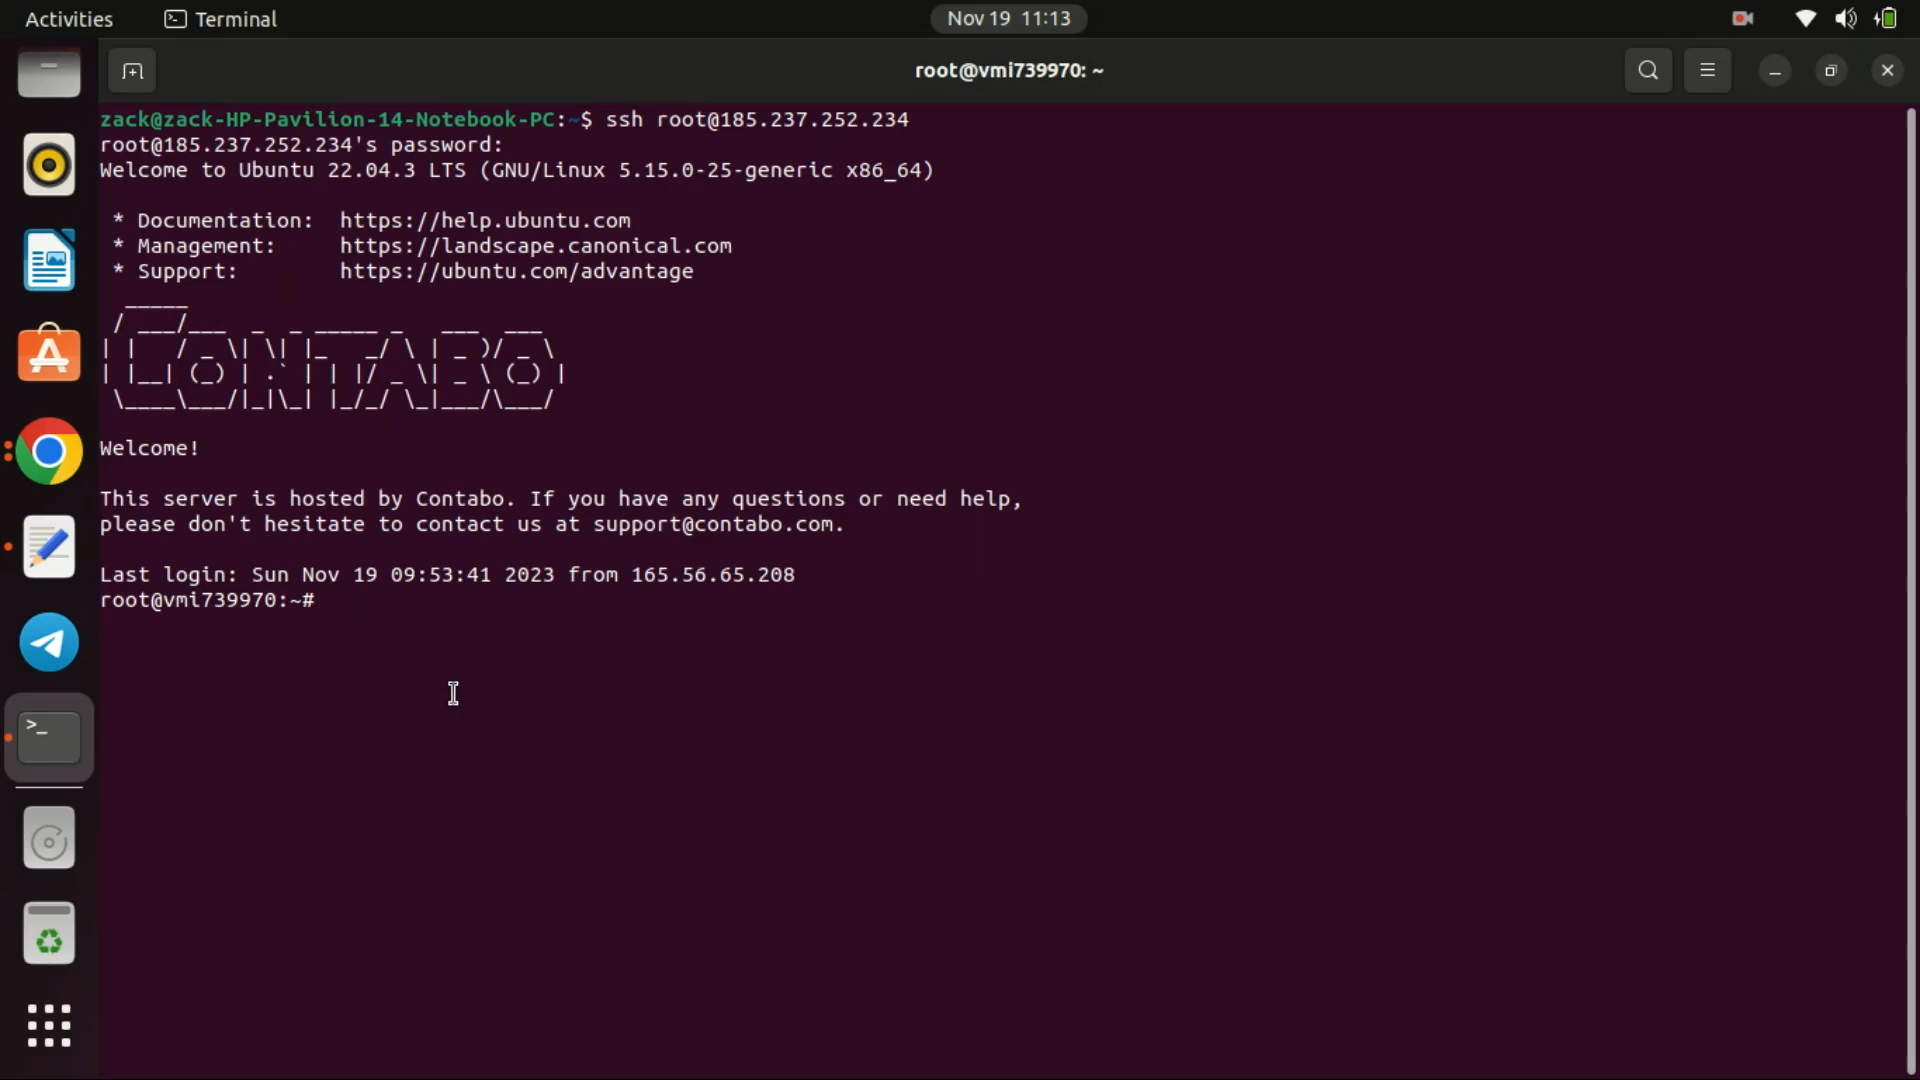 Activities
Terminal
Nov 19 11:13
root@vmi739970: ~
zack@zack-HP-Pavilion-14-Notebook-PC:~$ ssh root@185.237.252.234
root@185.237.252.234's password:
Welcome to Ubuntu 22.04.3 LTS (GNU/Linux 5.15.0-25-generic x86_64)
* Documentation:  https://help.ubuntu.com
* Management:     https://landscape.canonical.com
* Support:        https://ubuntu.com/advantage
CONTABO
Welcome!
This server is hosted by Contabo. If you have any questions or need help,
please don't hesitate to contact us at support@contabo.com.
Last login: Sun Nov 19 09:53:41 2023 from 165.56.65.208
root@vmi739970:~#